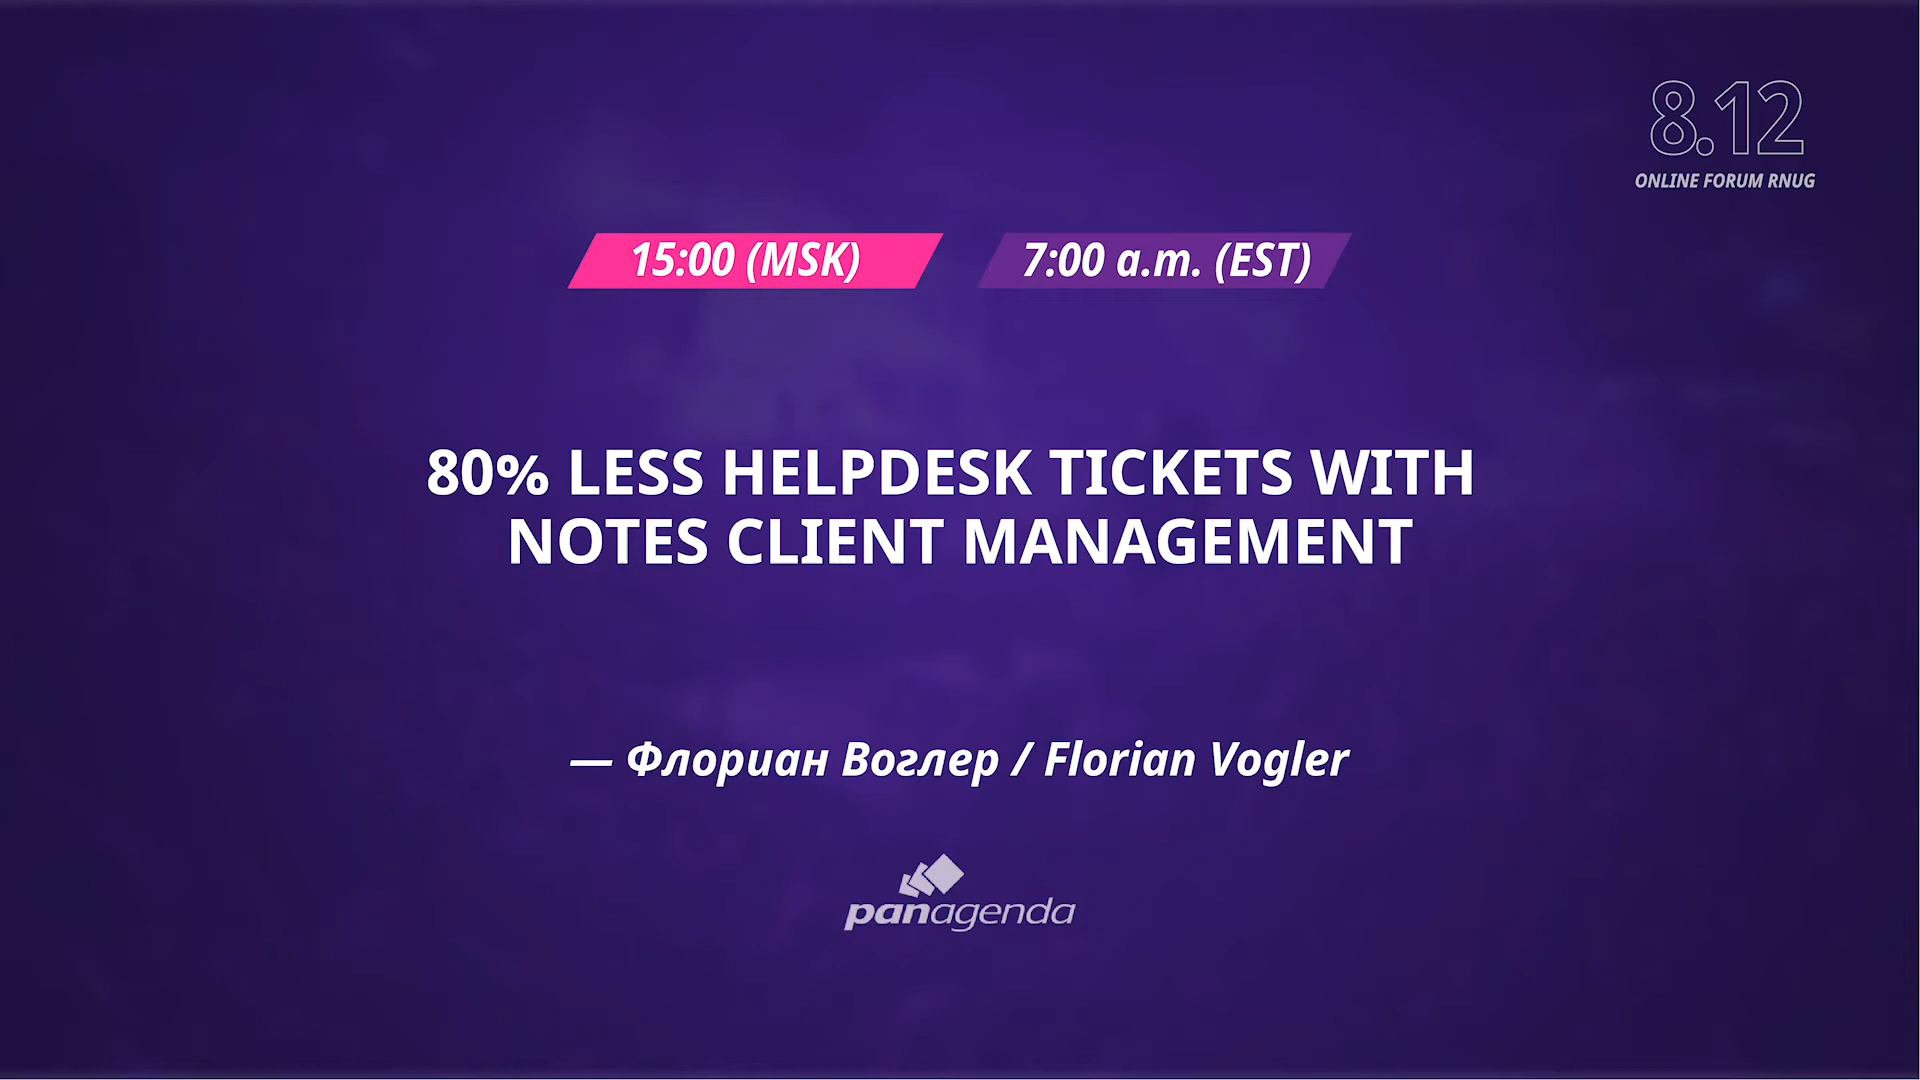 8.12
ONLINE FORUM RNUG
15:00 (MSK)
7:00 a.m. (EST)
80% LESS HELPDESK TICKETS WITH
NOTES CLIENT MANAGEMENT
— Флориан Воглер / Florian Vogler
panagenda